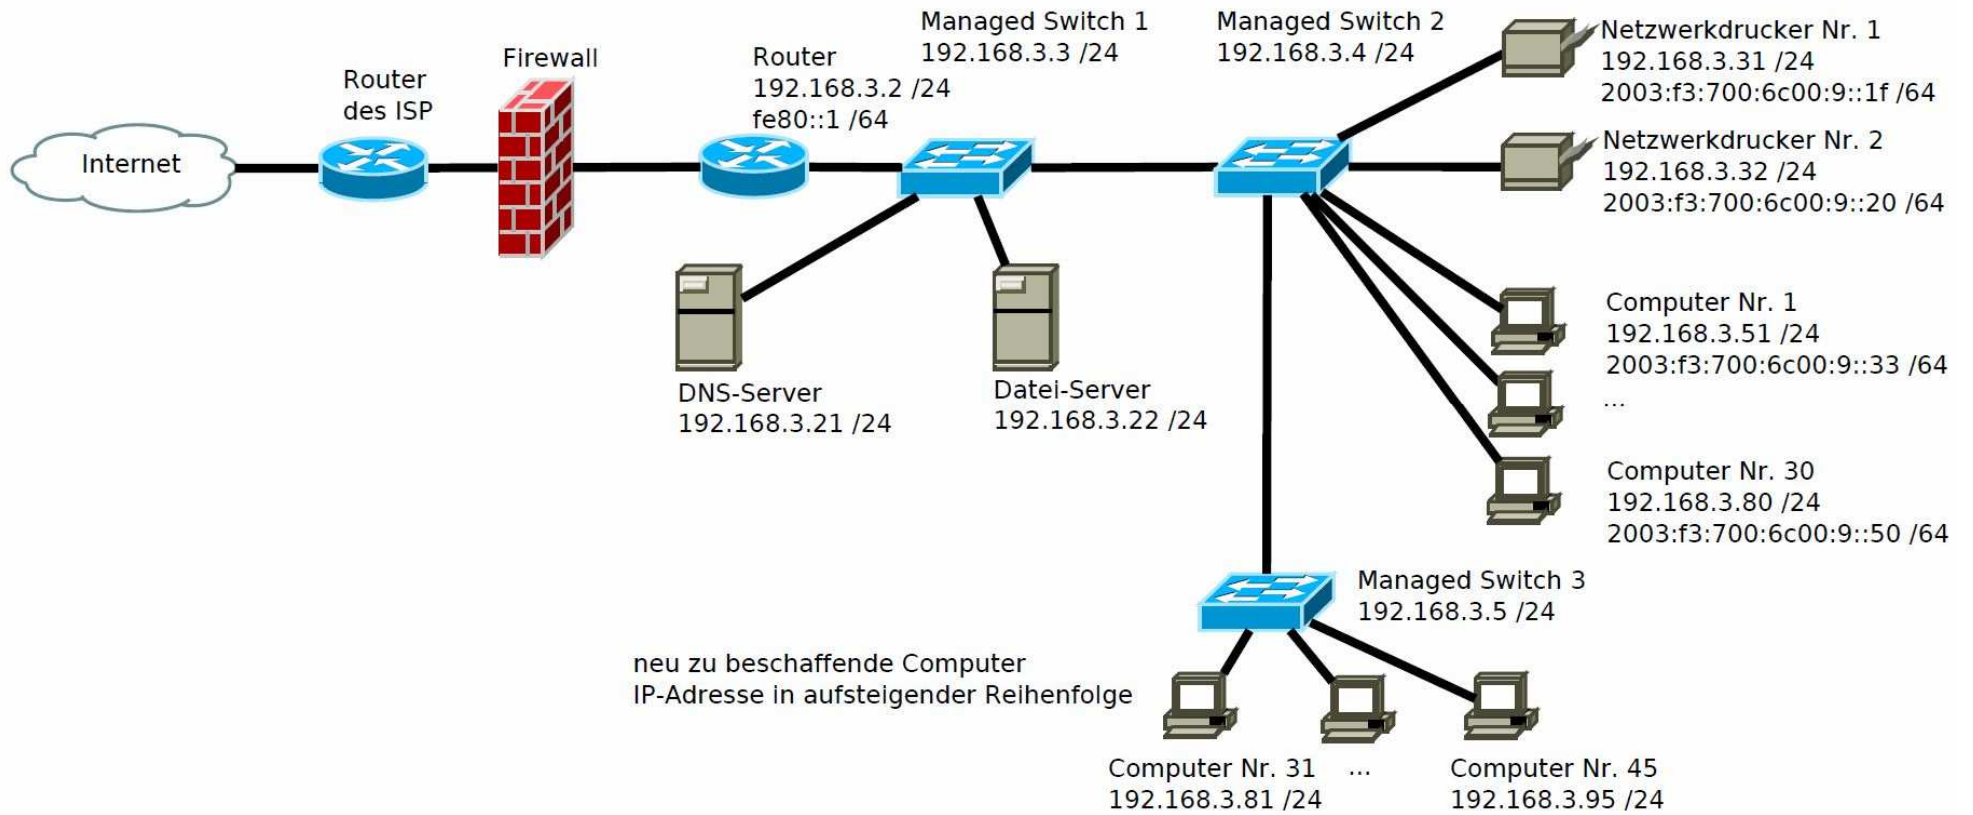 Internet
Router
des ISP
Firewall
Router
192.168.3.2 /24
fe80::1 /64
Managed Switch 1
192.168.3.3 /24
Managed Switch 2
192.168.3.4 /24
Netzwerkdrucker Nr. 1
192.168.3.31 /24
2003:f3:700:6c00:9::1f /64
Netzwerkdrucker Nr. 2
192.168.3.32 /24
2003:f3:700:6c00:9::20 /64
DNS-Server
192.168.3.21 /24
Datei-Server
192.168.3.22 /24
Computer Nr. 1
192.168.3.51 /24
2003:f3:700:6c00:9::33 /64
...
Computer Nr. 30
192.168.3.80 /24
2003:f3:700:6c00:9::50 /64
Managed Switch 3
192.168.3.5 /24
neu zu beschaffende Computer
IP-Adresse in aufsteigender Reihenfolge
Computer Nr. 31
192.168.3.81 /24
...
Computer Nr. 45
192.168.3.95 /24